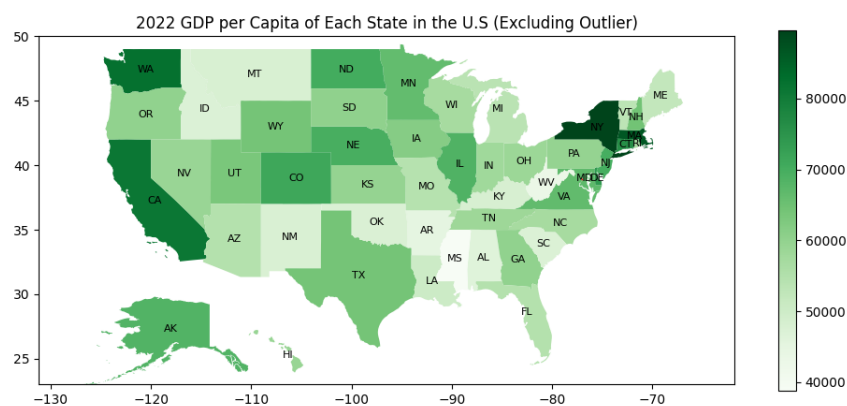 2022 GDP per Capita of Each State in the U.S (Excluding Outlier)
50
45
40
35
30
25
WA
MT
ND
MN
ME
OR
ID
SD
WI
MI
VT
NH
WY
NY
MA
CT
RI
NE
IA
PA
NJ
NV
UT
CO
IL
IN
OH
MD
DE
CA
KS
MO
WV
VA
KY
AZ
NM
OK
AR
TN
NC
SC
TX
MS
AL
GA
LA
FL
AK
HI
−130
−120
−110
−100
−90
−80
−70
80000
70000
60000
50000
40000